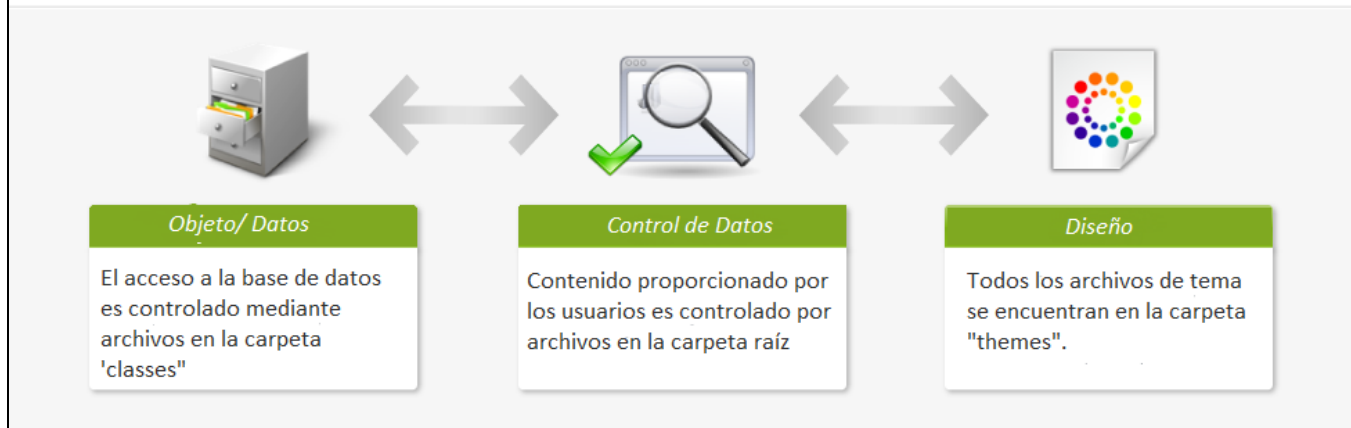 Objeto/ Datos
El acceso a la base de datos
es controlado mediante
archivos en la carpeta
'classes"
Control de Datos
Contenido proporcionado por
los usuarios es controlado por
archivos en la carpeta raíz
Diseño
Todos los archivos de tema
se encuentran en la carpeta
"themes".